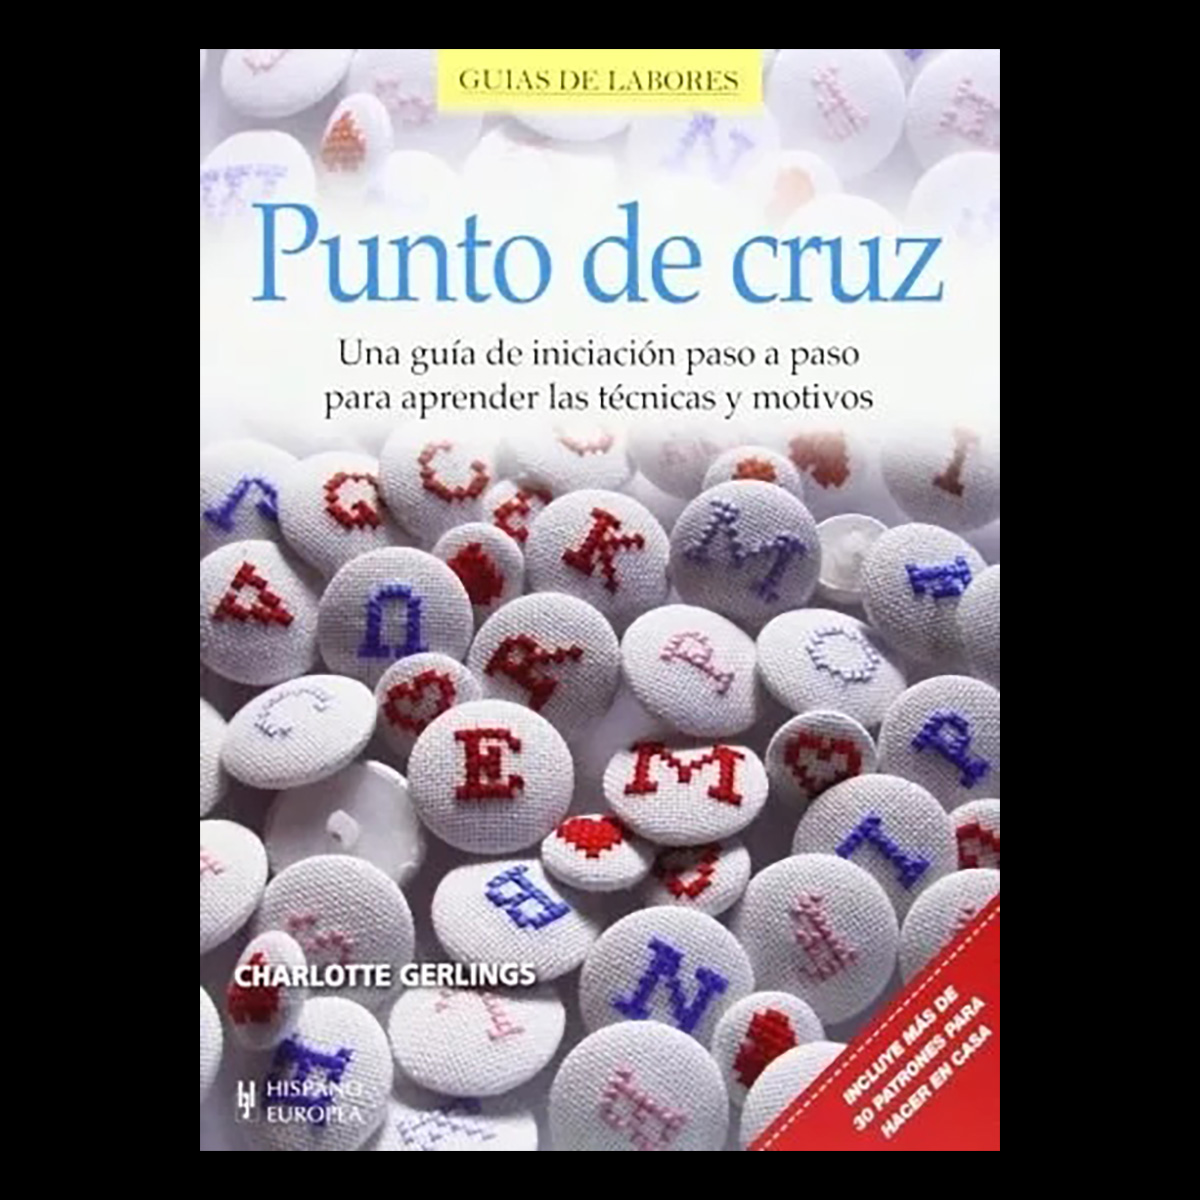 GUIAS DE LABORES
Punto de cruz
Una guía de iniciación paso a paso
para aprender las técnicas y motivos
CHARLOTTE GERLINGS
HISPANO
EUROPEA
INCLUYE MÁS DE
30 PATRONES PARA
HACER EN CASA